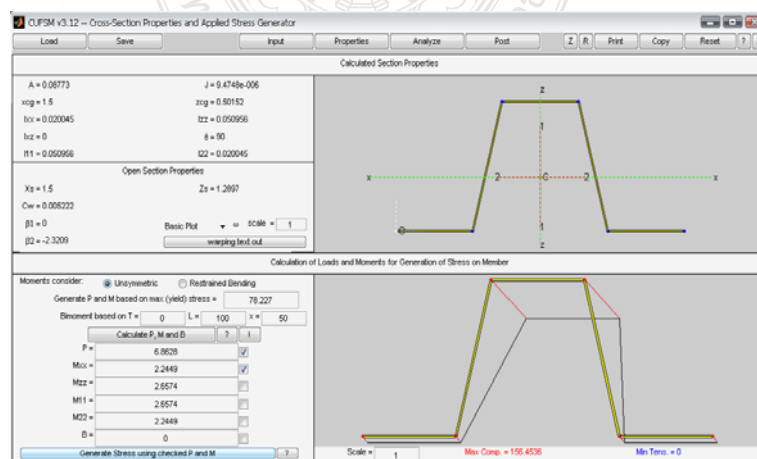 CUFSM v3.12 -- Cross-Section Properties and Applied Stress Generator
Load Save Input Properties Analyze Post Z R Print Copy Reset ?
Calculated Section Properties
A = 0.08773 J = 9.4748e-006
xcg = 1.5 zcg = 0.50152
Ixx = 0.020045 Izz = 0.050956
Ixz = 0 θ = 90
I11 = 0.050956 I22 = 0.020045
Open Section Properties
Xs = 1.5 Zs = 1.2897
Cw = 0.005222
β1 = 0
Basic Plot ω scale = 1
β2 = -2.3209
warping text out
z
1
x 2 C 2 x
1
z
Calculation of Loads and Moments for Generation of Stress on Member
Moments consider: Unsymmetric Restrained Bending
Generate P and M based on max (yield) stress = 78.227
Bimoment based on T = 0 L = 100 x = 50
Calculate P, M and B ? !
P = 6.8628
Mxx = 2.2449
Mzz = 2.6574
M11 = 2.6574
M22 = 2.2449
B = 0
Generate Stress using checked P and M ?
Scale = 1 Max Comp. = 156.4536 Min Tens. = 0